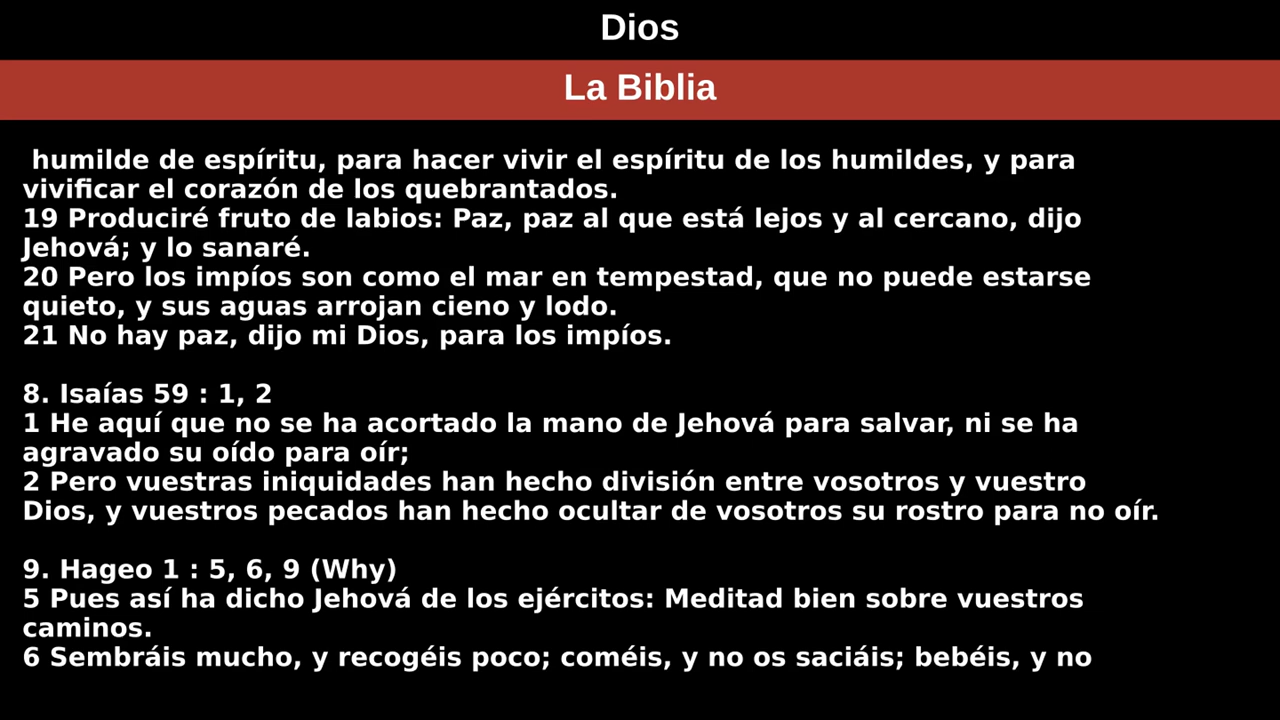 Dios
La Biblia
humilde de espíritu, para hacer vivir el espíritu de los humildes, y para
vivificar el corazón de los quebrantados.
19 Produciré fruto de labios: Paz, paz al que está lejos y al cercano, dijo
Jehová; y lo sanaré.
20 Pero los impíos son como el mar en tempestad, que no puede estarse
quieto, y sus aguas arrojan cieno y lodo.
21 No hay paz, dijo mi Dios, para los impíos.
8. Isaías 59 : 1, 2
1 He aquí que no se ha acortado la mano de Jehová para salvar, ni se ha
agravado su oído para oír;
2 Pero vuestras iniquidades han hecho división entre vosotros y vuestro
Dios, y vuestros pecados han hecho ocultar de vosotros su rostro para no oír.
9. Hageo 1 : 5, 6, 9 (Why)
5 Pues así ha dicho Jehová de los ejércitos: Meditad bien sobre vuestros
caminos.
6 Sembráis mucho, y recogéis poco; coméis, y no os saciáis; bebéis, y no